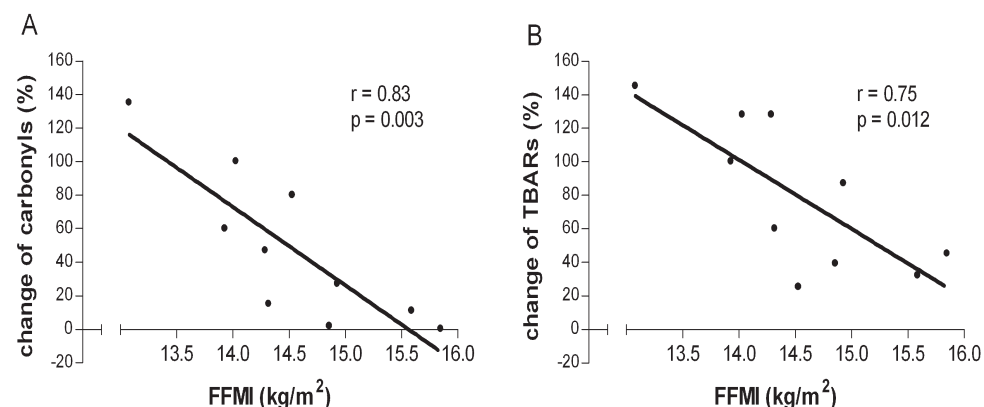 A
change of carbonyls (%)
160
140
120
100
80
60
40
20
0
-20
r = 0.83
p = 0.003
13.5 14.0 14.5 15.0 15.5 16.0
FFMI (kg/m²)
B
change of TBARs (%)
160
140
120
100
80
60
40
20
0
-20
r = 0.75
p = 0.012
13.5 14.0 14.5 15.0 15.5 16.0
FFMI (kg/m²)